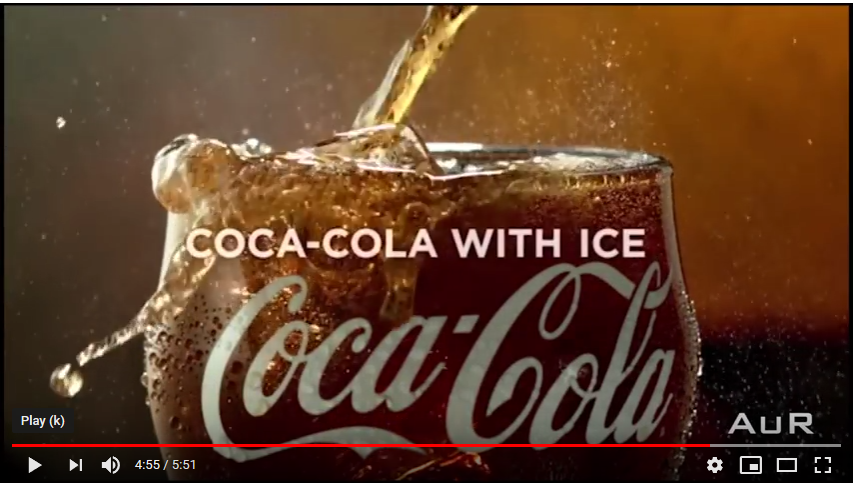 COCA-COLA WITH ICE
Coca-Cola
Play (k)
AUR
4:55 / 5:51